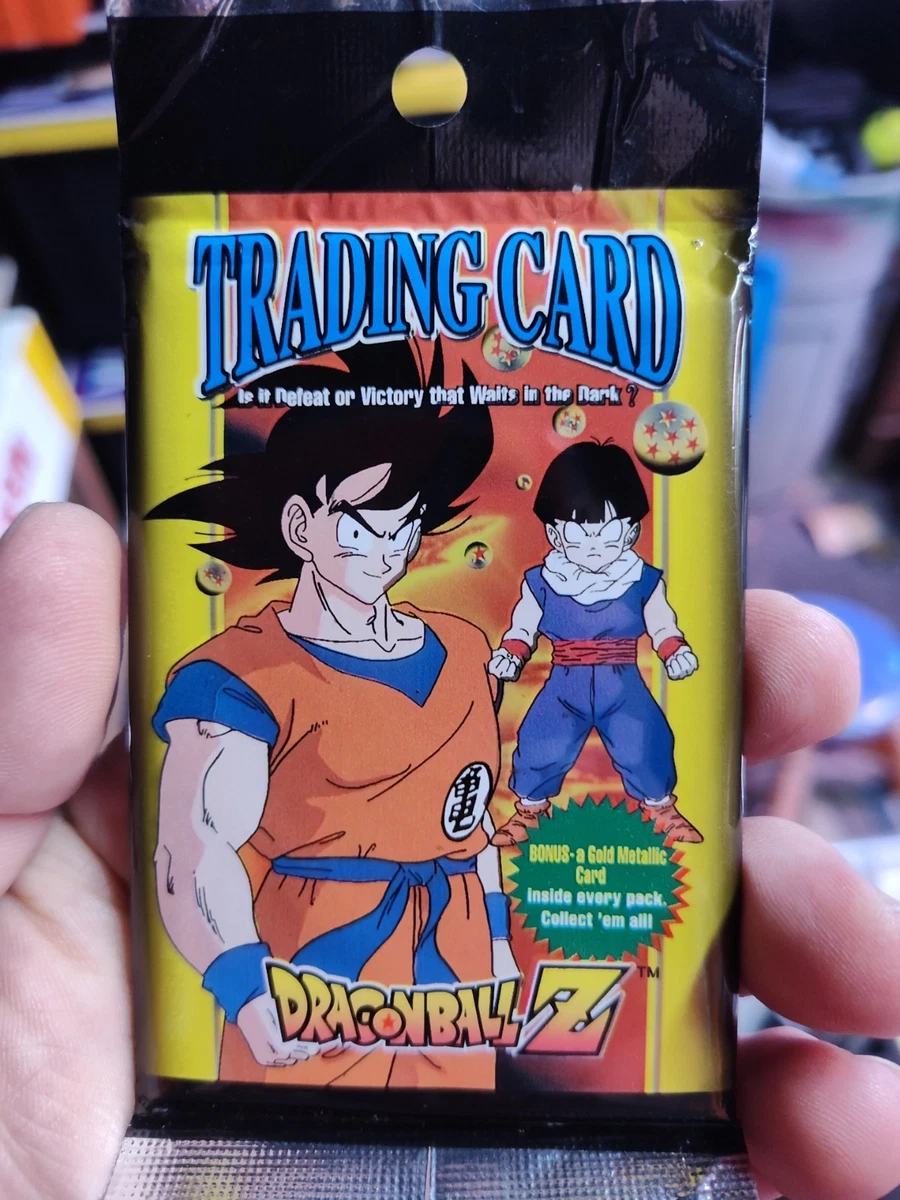 TRADING CARD
Is it Defeat or Victory that Waits in the Dark ?
亀
BONUS- a Gold Metallic
Card
inside every pack.
Collect 'em all!
DRAGONBALL Z TM